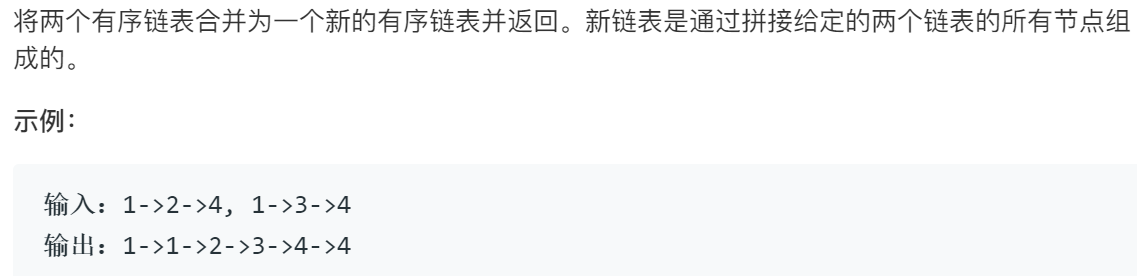 将两个有序链表合并为一个新的有序链表并返回。新链表是通过拼接给定的两个链表的所有节点组
成的。
示例：
输入：1->2->4, 1->3->4
输出：1->1->2->3->4->4